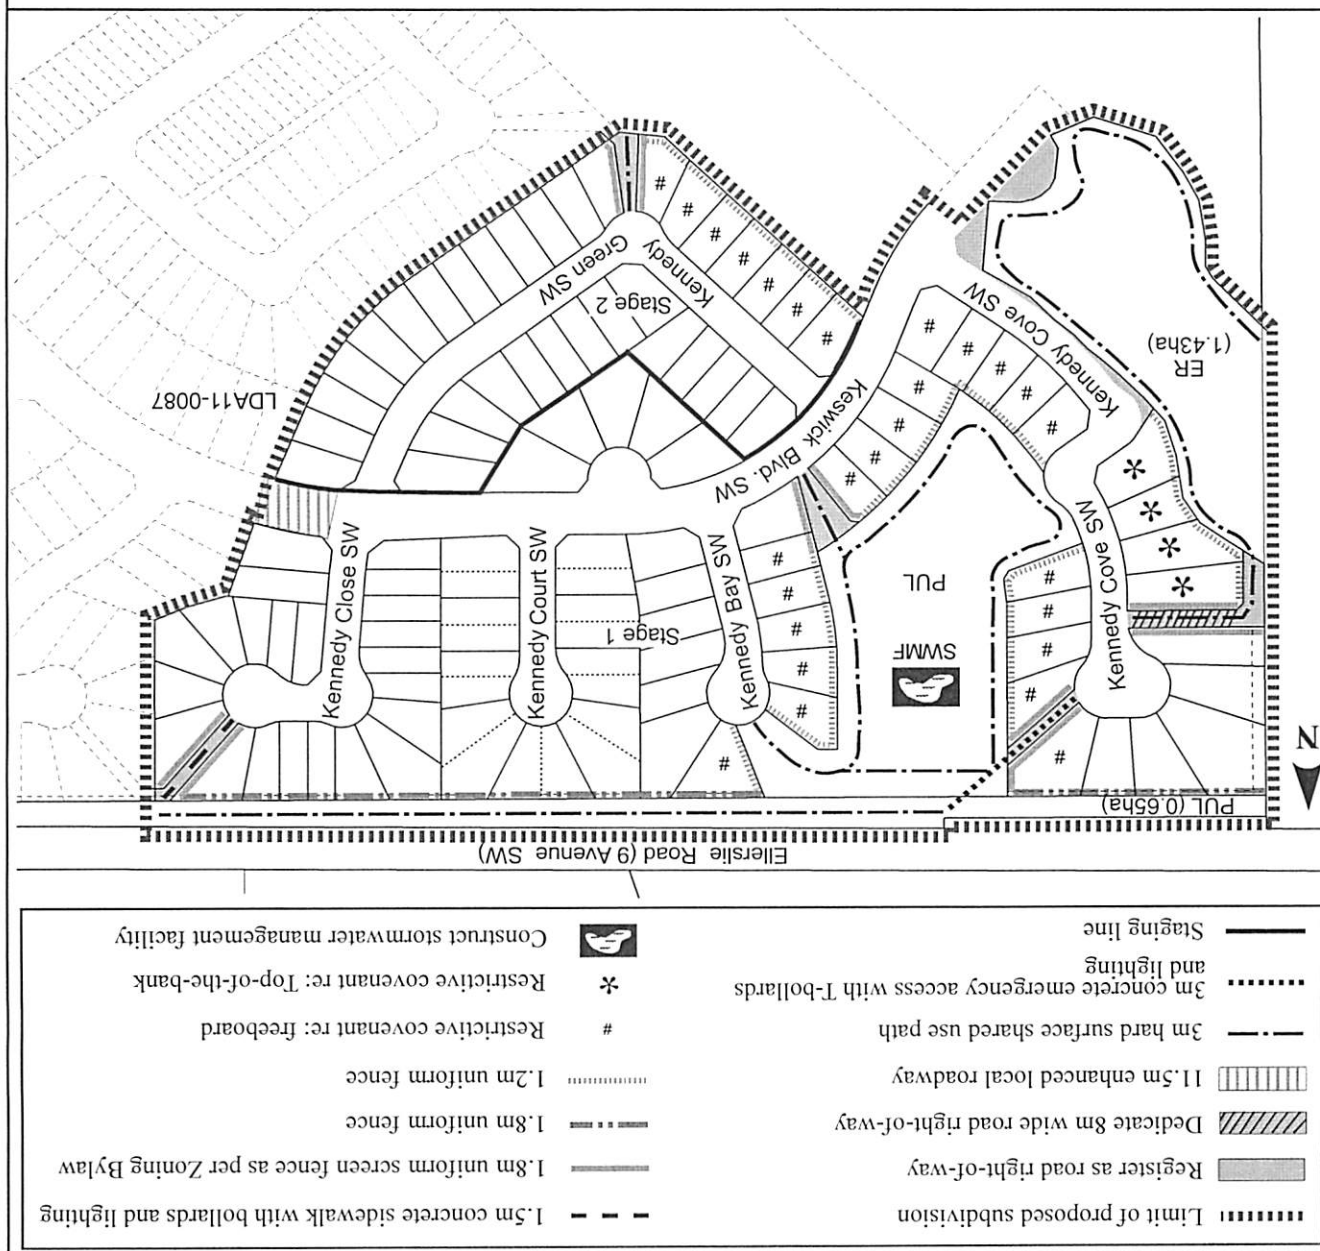 Limit of proposed subdivision
Register as road right-of-way
Dedicate 8m wide road right-of-way
11.5m enhanced local roadway
3m hard surface shared use path
3m concrete emergency access with T-bollards
and lighting
Staging line
1.5m concrete sidewalk with bollards and lighting
1.8m uniform screen fence as per Zoning Bylaw
1.8m uniform fence
1.2m uniform fence
# Restrictive covenant re: freeboard
* Restrictive covenant re: Top-of-the-bank
Construct stormwater management facility
Ellerslie Road (9 Avenue SW)
N
PUL (0.65ha)
#
#
#
#
#
#
Kennedy Cove SW
SWMF
PUL
#
#
#
#
#
#
Kennedy Bay SW
Stage 1
Kennedy Court SW
Kennedy Close SW
*
*
*
*
ER
(1.43ha)
Kennedy Cove SW
#
#
#
#
#
#
#
#
#
Keswick Blvd. SW
LDA11-0087
Stage 2
Kennedy
Green SW
#
#
#
#
#
#